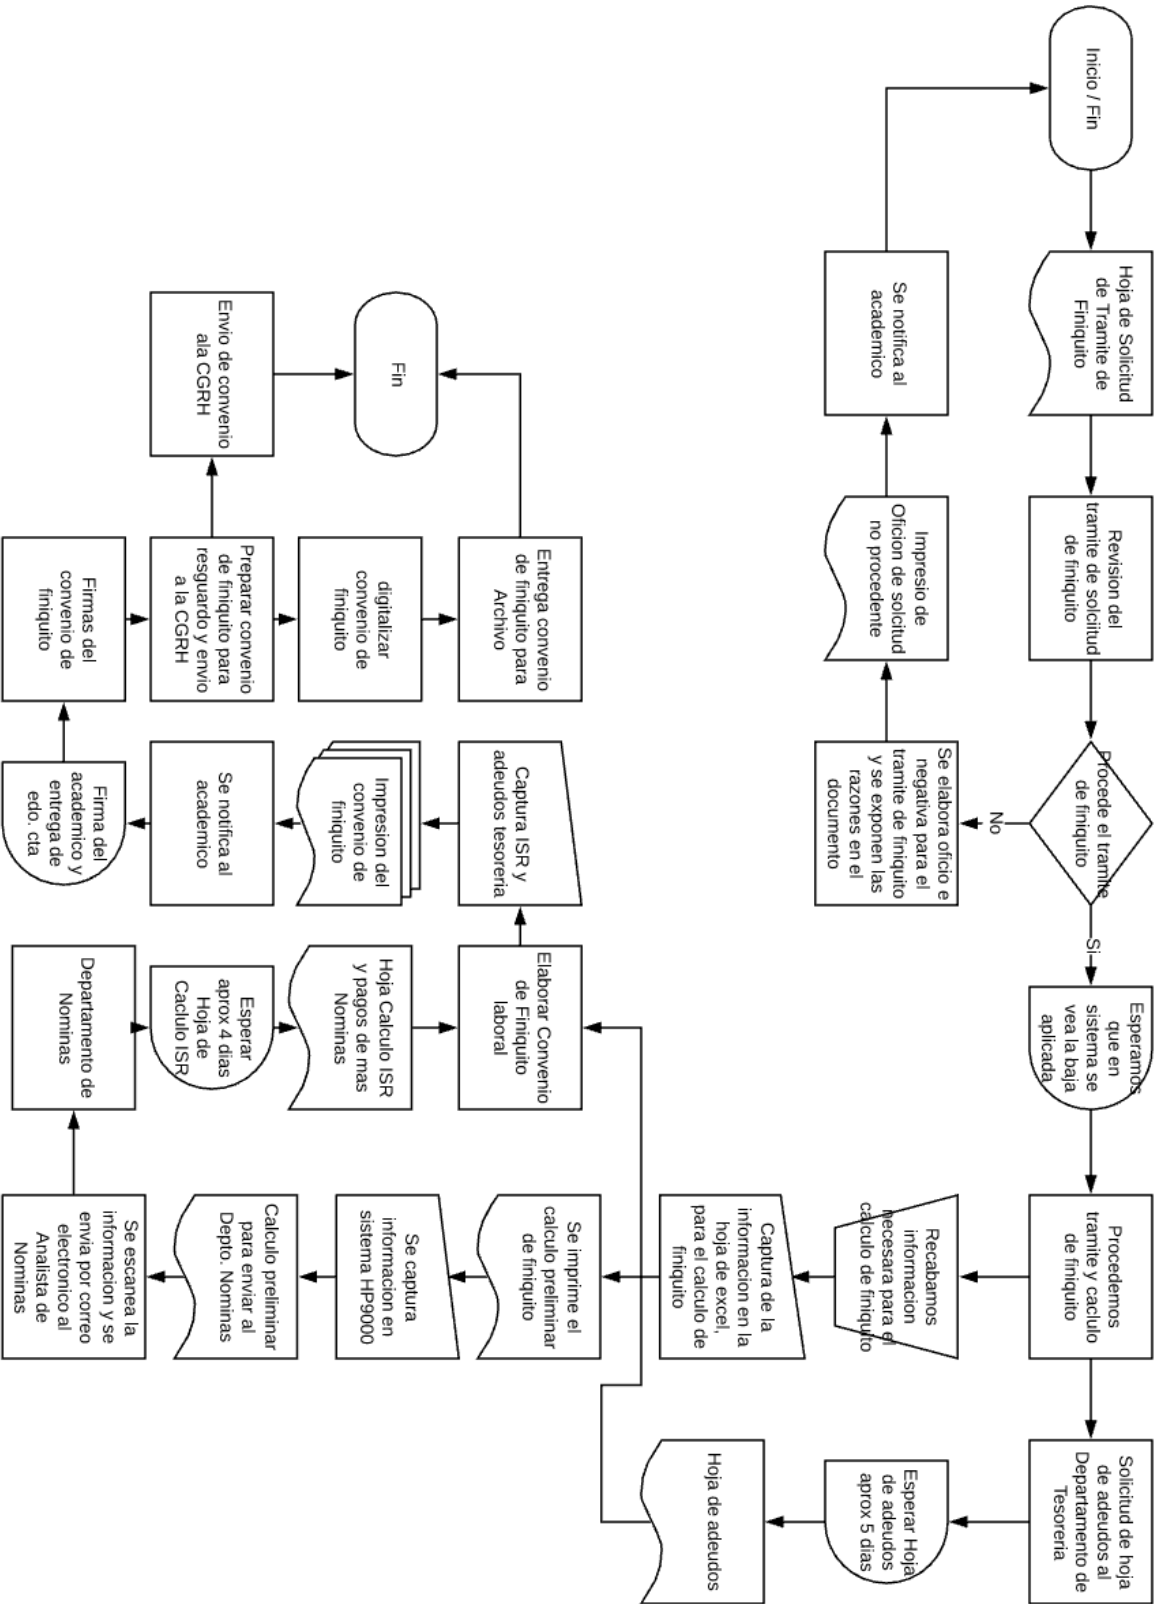 Inicio / Fin
Hoja de Solicitud
de Tramite de
Finiquito
Revision del
tramite de solcitud
de finiquito
Procede el tramite
de finiquito
Si
Esperamos
que en
sistema se
vea la baja
aplicada
Procedemos
tramite y caclulo
de finiquito
Solicitud de hoja
de adeudos al
Departamento de
Tesoreria
No
Se notifica al
academico
Impresio de
Oficion de solcitud
no procedente
Se elabora oficio e
negativa para el
tramite de finiquito
y se exponen las
razones en el
documento
Recabamos
informacion
necesara para el
calculo de finiquito
Esperar Hoja
de adeudos
aprox 5 dias
Captura de la
informacion en la
hoja de excel,
para el calculo de
finiquito
Hoja de adeudos
Entrega convenio
de finiquito para
Archivo
Captura ISR y
adeudos tesoreria
Elaborar Convenio
de Finiquito
laboral
Se imprime el
calculo preliminar
de finiquito
Fin
digitalizar
convenio de
finiquito
Impresion del
convenio de
finiquito
Hoja Calculo ISR
y pagos de mas
Nominas
Se captura
informacion en
sistema HP9000
Envio de convenio
ala CGRH
Preparar convenio
de finiquito para
resguardo y envio
a la CGRH
Se notifica al
academico
Esperar
aprox 4 dias
Hoja de
Caclulo ISR
Calculo preliminar
para enviar al
Depto. Nominas
Firmas del
convenio de
finiquito
Firma del
academico y
entrega de
edo. cta
Departamento de
Nominas
Se escanea la
informacion y se
envia por correo
electronico al
Analista de
Nominas